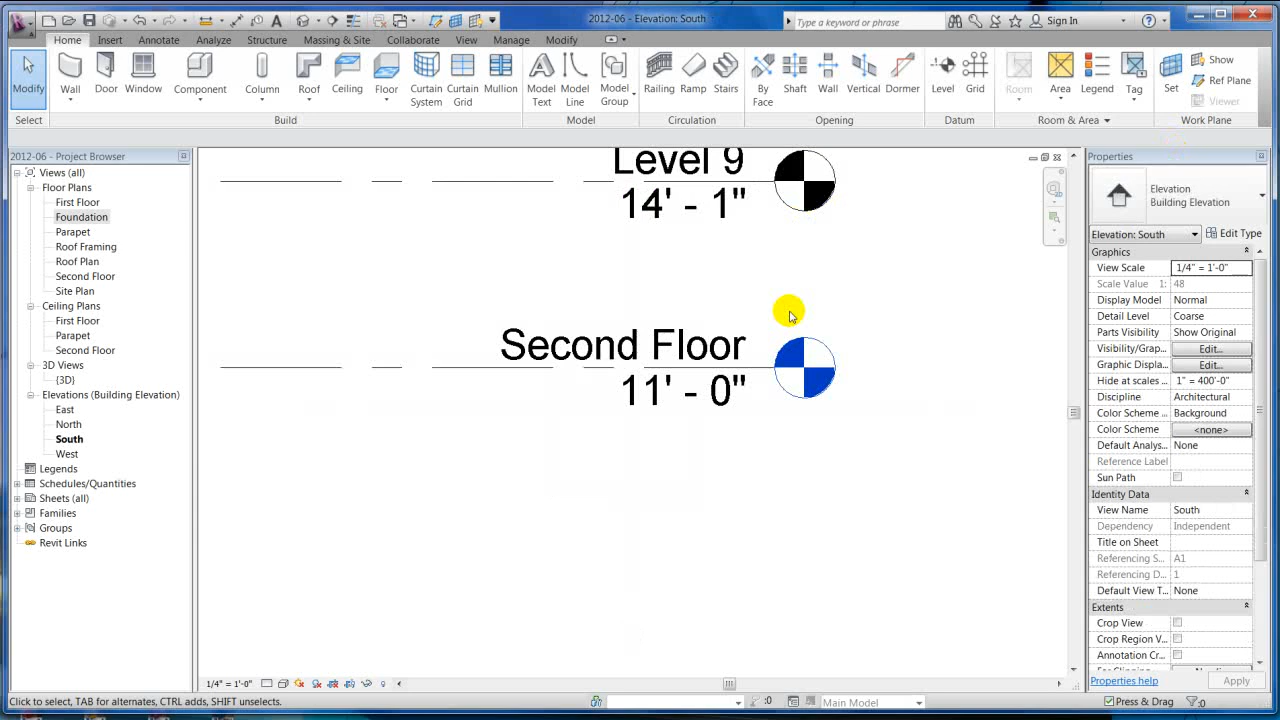 2012-06 - Elevation: South
Type a keyword or phrase
Sign In
Home Insert Annotate Analyze Structure Massing & Site Collaborate View Manage Modify
Modify Wall Door Window Component Column Roof Ceiling Floor Curtain System Curtain Grid Mullion Model Text Model Line Model Group Railing Ramp Stairs By Face Shaft Wall Vertical Dormer Level Grid Room Area Legend Tag Set Show Ref Plane Viewer
Select Build Model Circulation Opening Datum Room & Area Work Plane
2012-06 - Project Browser
Views (all)
Floor Plans
First Floor
Foundation
Parapet
Roof Framing
Roof Plan
Second Floor
Site Plan
Ceiling Plans
First Floor
Parapet
Second Floor
3D Views
{3D}
Elevations (Building Elevation)
East
North
South
West
Legends
Schedules/Quantities
Sheets (all)
Families
Groups
Revit Links
Level 9
14' - 1"
Second Floor
11' - 0"
Properties
Elevation
Building Elevation
Elevation: South Edit Type
Graphics
View Scale 1/4" = 1'-0"
Scale Value 1: 48
Display Model Normal
Detail Level Coarse
Parts Visibility Show Original
Visibility/Grap... Edit...
Graphic Displa... Edit...
Hide at scales ... 1" = 400'-0"
Discipline Architectural
Color Scheme ... Background
Color Scheme <none>
Default Analys... None
Reference Label
Sun Path
Identity Data
View Name South
Dependency Independent
Title on Sheet
Referencing S... A1
Referencing D... 1
Default View T... None
Extents
Crop View
Crop Region V...
Annotation Cr...
Properties help Apply
1/4" = 1'-0"
Click to select, TAB for alternates, CTRL adds, SHIFT unselects.
:0
Main Model
Press & Drag
:0